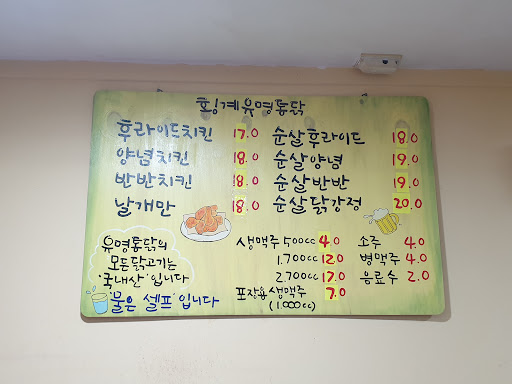 횡계유명통닭
후라이드치킨 17.0 순살후라이드 18.0
양념치킨 18.0 순살양념 19.0
반반치킨 18.0 순살반반 19.0
날개만 18.0 순살닭강정 20.0
유명통닭의
모든닭고기는
"국내산"입니다
"물은 셀프"입니다
생맥주 500cc 4.0 소주 4.0
1.700cc 12.0 병맥주 4.0
2.700cc 17.0 음료수 2.0
포장용 생맥주 7.0
(1.000cc)